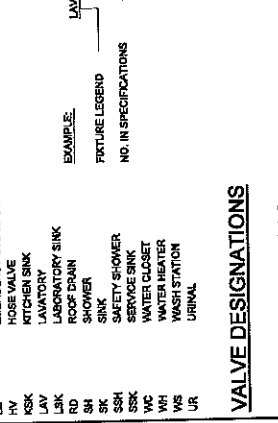 HV HOSE VALVE
KSK KITCHEN SINK
LAV LAVATORY
LSK LABORATORY SINK
RD ROOF DRAIN
SH SHOWER
SK SINK
SSH SAFETY SHOWER
SSK SERVICE SINK
WC WATER CLOSET
WH WATER HEATER
WS WASH STATION
UR URINAL
EXAMPLE:
LAV
FIXTURE LEGEND
NO. IN SPECIFICATIONS
VALVE DESIGNATIONS